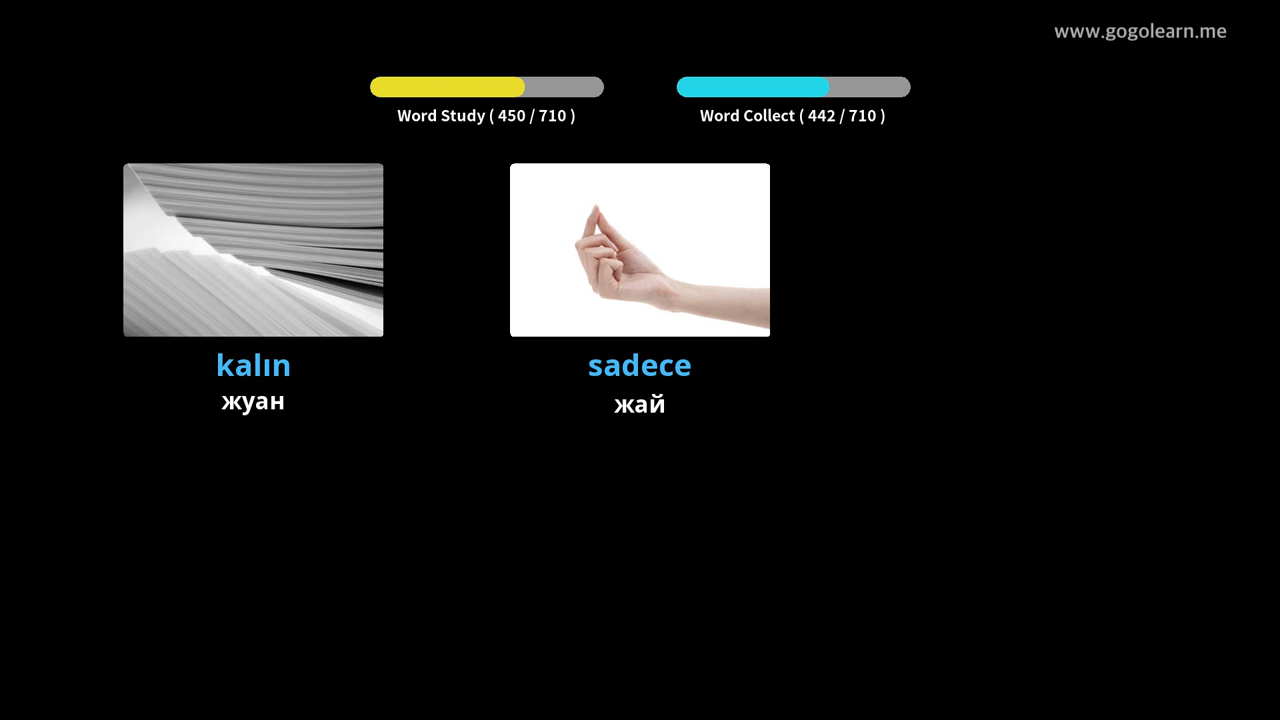 www.gogolearn.me
Word Study ( 450 / 710 )
Word Collect ( 442 / 710 )
kalın
жуан
sadece
жай